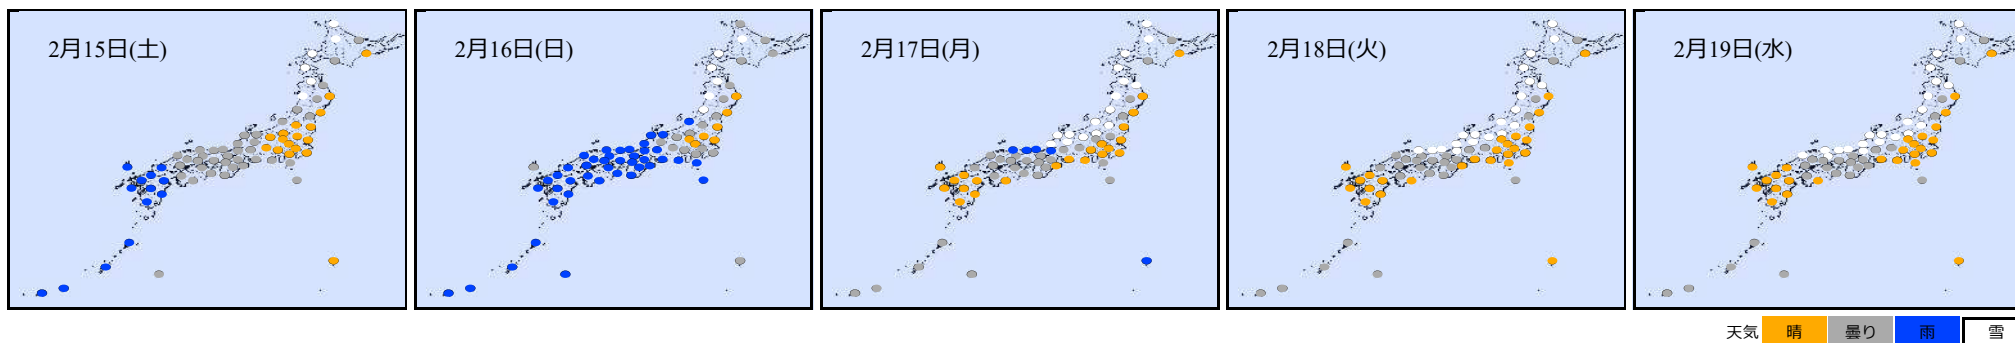 2月15日(土)
2月16日(日)
2月17日(月)
2月18日(火)
2月19日(水)
天気 晴 曇り 雨 雪